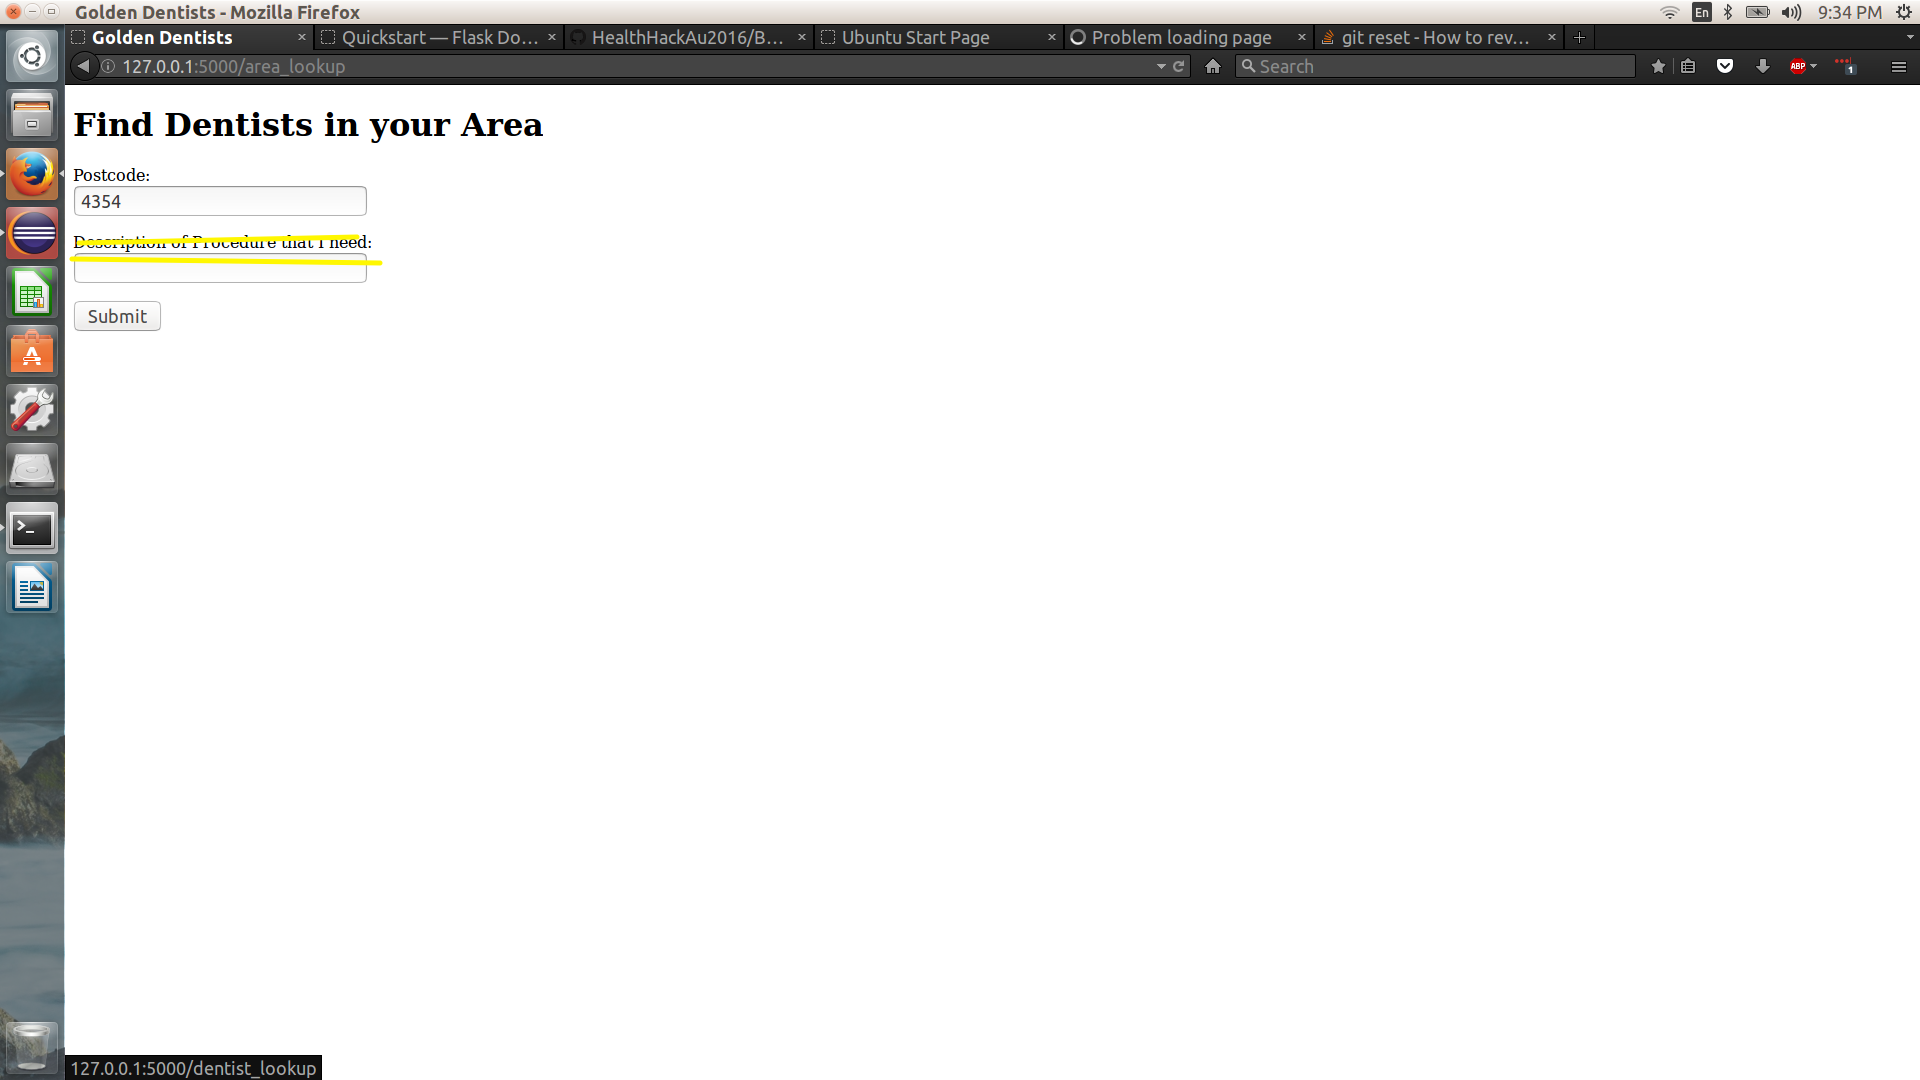 Golden Dentists - Mozilla Firefox
En
9:34 PM
Golden Dentists
Quickstart — Flask Do...
HealthHackAu2016/B...
Ubuntu Start Page
Problem loading page
git reset - How to rev...
127.0.0.1:5000/area_lookup
Search
ABP
1
Find Dentists in your Area
Postcode:
4354
Description of Procedure that I need:
Submit
127.0.0.1:5000/dentist_lookup